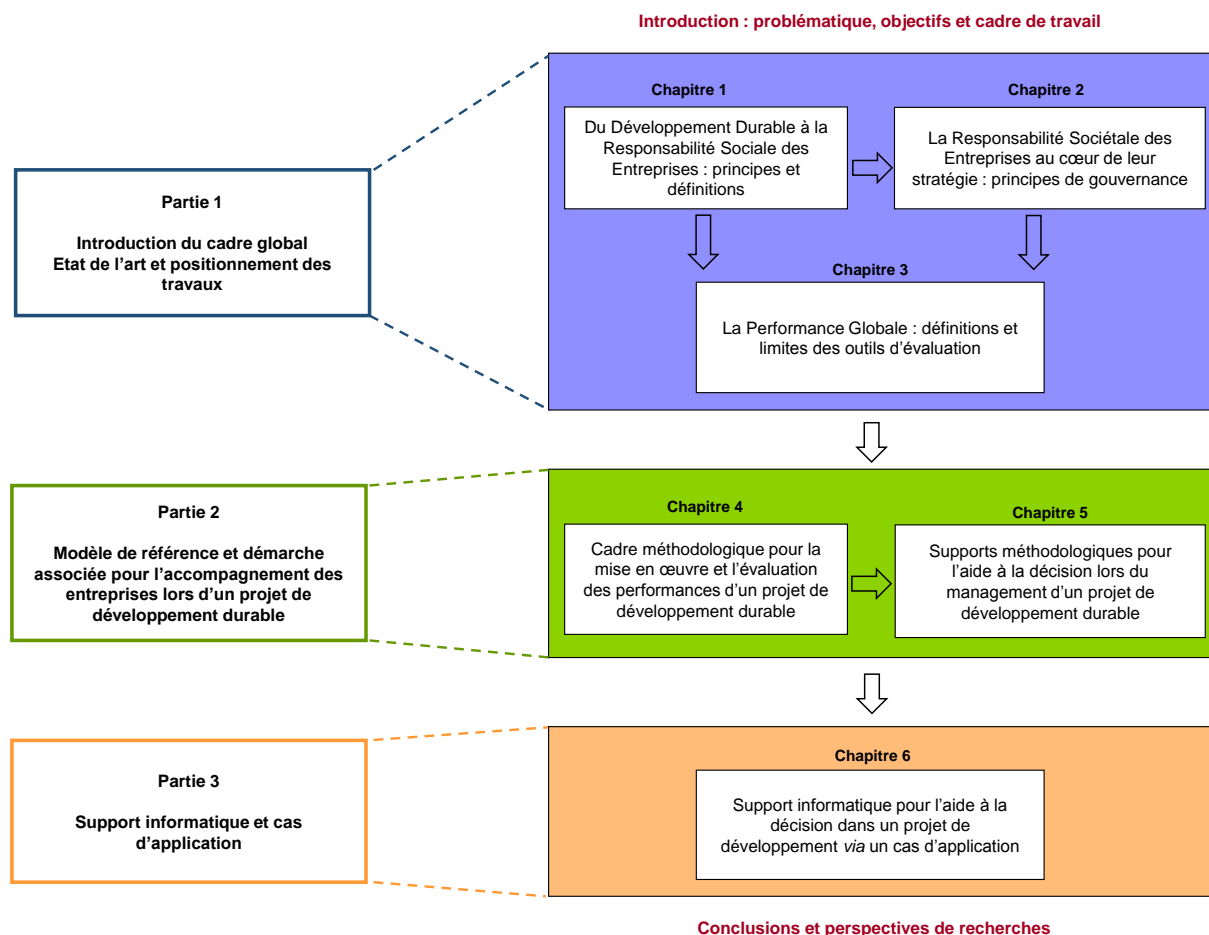 Introduction : problématique, objectifs et cadre de travail
Partie 1
Introduction du cadre global
Etat de l’art et positionnement des
travaux
Chapitre 1
Du Développement Durable à la
Responsabilité Sociale des
Entreprises : principes et
définitions
Chapitre 2
La Responsabilité Sociétale des
Entreprises au cœur de leur
stratégie : principes de gouvernance
Chapitre 3
La Performance Globale : définitions et
limites des outils d’évaluation
Partie 2
Modèle de référence et démarche
associée pour l’accompagnement des
entreprises lors d’un projet de
développement durable
Chapitre 4
Cadre méthodologique pour la
mise en œuvre et l’évaluation
des performances d’un projet de
développement durable
Chapitre 5
Supports méthodologiques pour
l’aide à la décision lors du
management d’un projet de
développement durable
Partie 3
Support informatique et cas
d’application
Chapitre 6
Support informatique pour l’aide à la
décision dans un projet de
développement via un cas d’application
Conclusions et perspectives de recherches